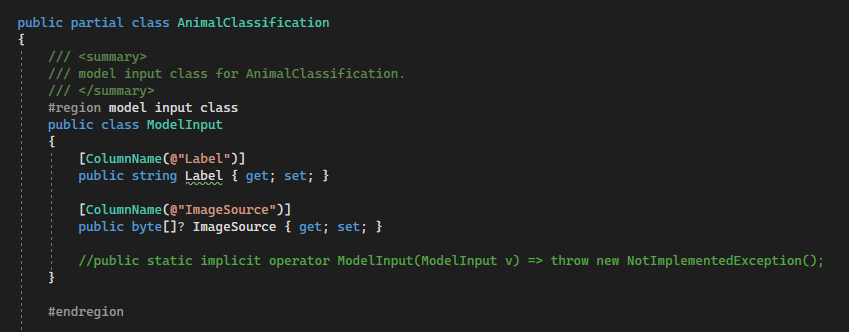 public partial class AnimalClassification
{
/// <summary>
/// model input class for AnimalClassification.
/// </summary>
#region model input class
public class ModelInput
{
[ColumnName(@"Label")]
public string Label { get; set; }
[ColumnName(@"ImageSource")]
public byte[]? ImageSource { get; set; }
//public static implicit operator ModelInput(ModelInput v) => throw new NotImplementedException();
}
#endregion